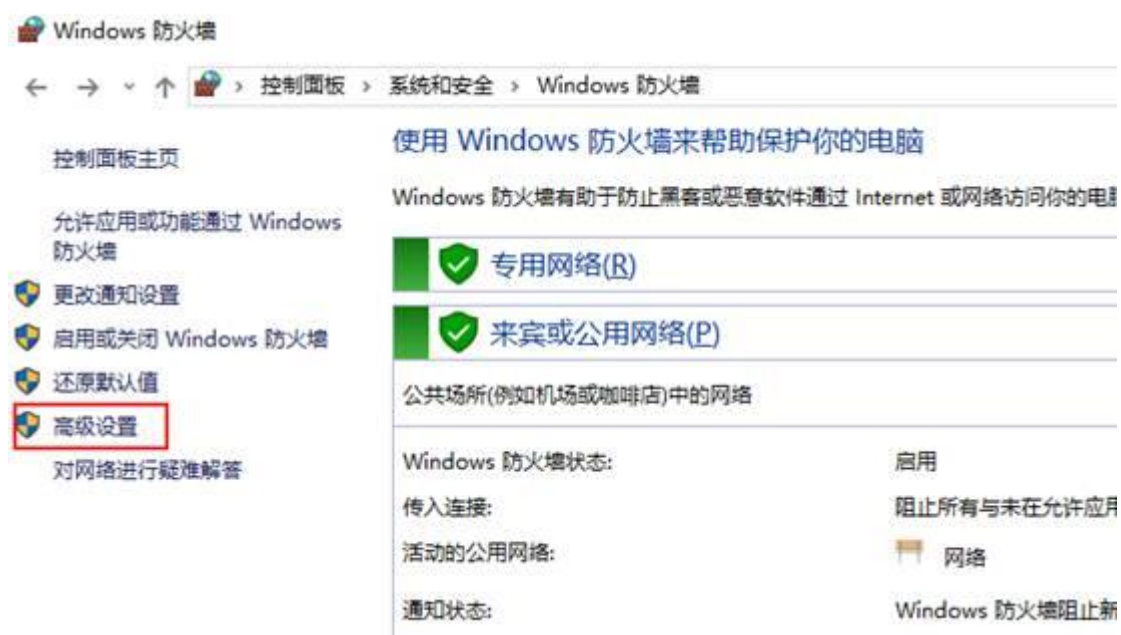 Windows 防火墙
控制面板 › 系统和安全 › Windows 防火墙
控制面板主页
允许应用或功能通过 Windows
防火墙
更改通知设置
启用或关闭 Windows 防火墙
还原默认值
高级设置
对网络进行疑难解答
使用 Windows 防火墙来帮助保护你的电脑
Windows 防火墙有助于防止黑客或恶意软件通过 Internet 或网络访问你的电
专用网络(R)
来宾或公用网络(P)
公共场所(例如机场或咖啡店)中的网络
Windows 防火墙状态: 启用
传入连接: 阻止所有与未在允许应用
活动的公用网络: 网络
通知状态: Windows 防火墙阻止新